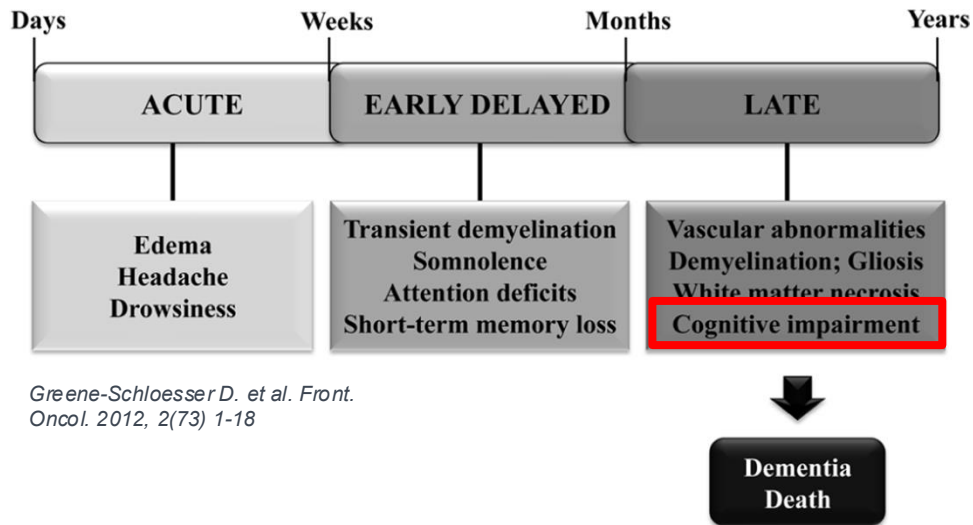 Days Weeks Months Years
ACUTE EARLY DELAYED LATE
Edema
Headache
Drowsiness
Transient demyelination
Somnolence
Attention deficits
Short-term memory loss
Vascular abnormalities
Demyelination; Gliosis
White matter necrosis
Cognitive impairment
Greene-Schloesser D. et al. Front.
Oncol. 2012, 2(73) 1-18
Dementia
Death